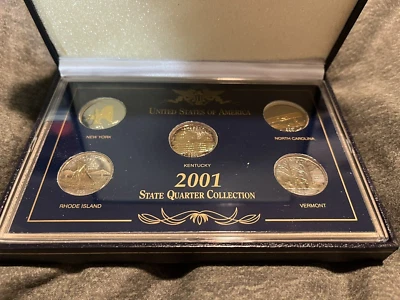 UNITED STATES OF AMERICA
NEW YORK
NORTH CAROLINA
KENTUCKY
2001
STATE QUARTER COLLECTION
RHODE ISLAND
VERMONT